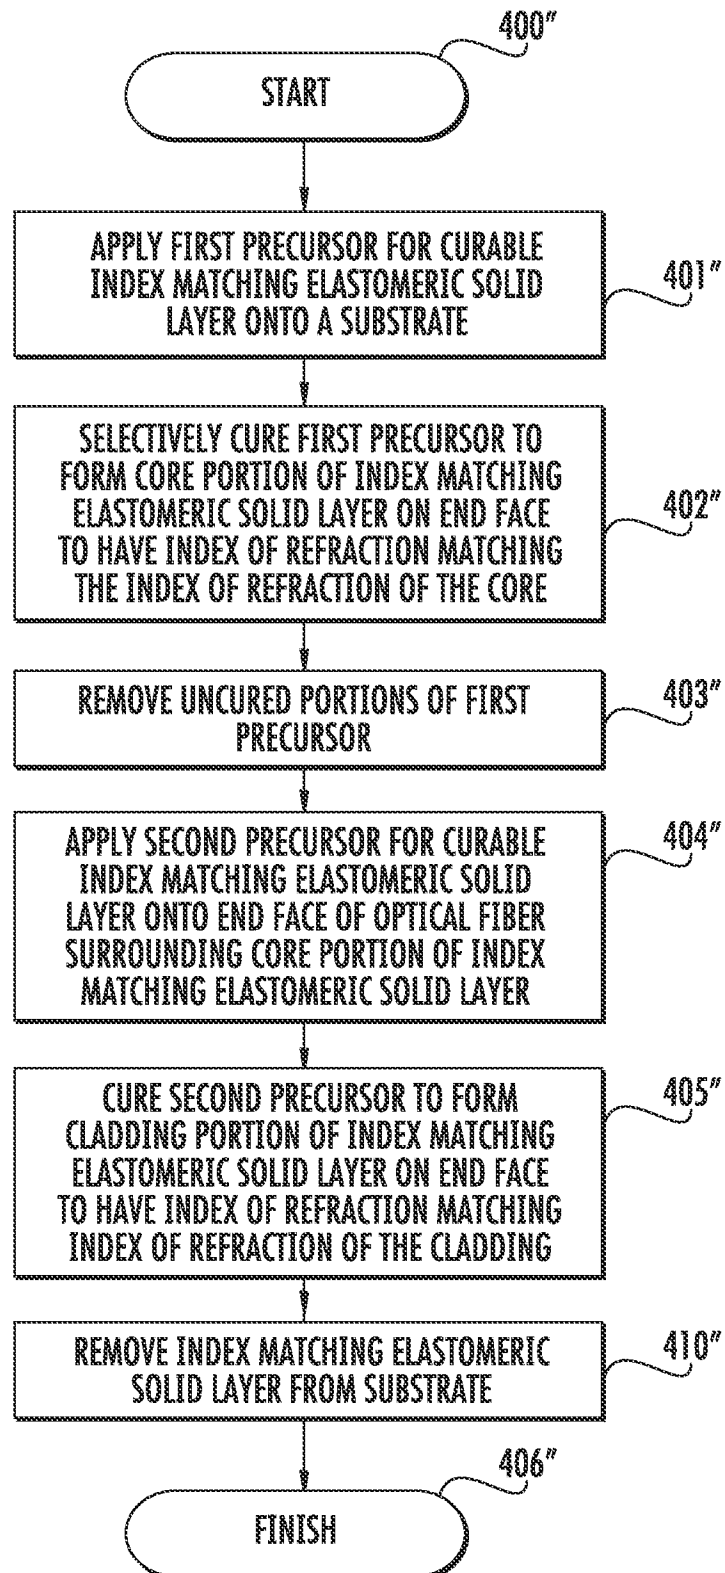 400"
START
APPLY FIRST PRECURSOR FOR CURABLE
INDEX MATCHING ELASTOMERIC SOLID
LAYER ONTO A SUBSTRATE
401"
SELECTIVELY CURE FIRST PRECURSOR TO
FORM CORE PORTION OF INDEX MATCHING
ELASTOMERIC SOLID LAYER ON END FACE
TO HAVE INDEX OF REFRACTION MATCHING
THE INDEX OF REFRACTION OF THE CORE
402"
REMOVE UNCURED PORTIONS OF FIRST
PRECURSOR
403"
APPLY SECOND PRECURSOR FOR CURABLE
INDEX MATCHING ELASTOMERIC SOLID
LAYER ONTO END FACE OF OPTICAL FIBER
SURROUNDING CORE PORTION OF INDEX
MATCHING ELASTOMERIC SOLID LAYER
404"
CURE SECOND PRECURSOR TO FORM
CLADDING PORTION OF INDEX MATCHING
ELASTOMERIC SOLID LAYER ON END FACE
TO HAVE INDEX OF REFRACTION MATCHING
INDEX OF REFRACTION OF THE CLADDING
405"
REMOVE INDEX MATCHING ELASTOMERIC
SOLID LAYER FROM SUBSTRATE
410"
406"
FINISH